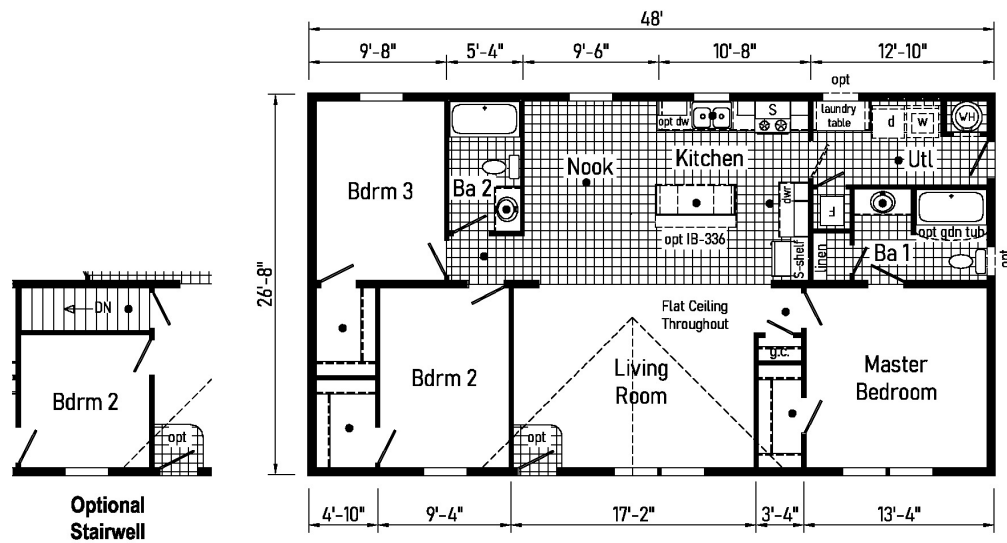 48'
9'-8"
5'-4"
9'-6"
10'-8"
12'-10"
26'-8"
opt
opt dw
S
laundry
table
d
w
WH
Bdrm 3
Ba 2
Nook
Kitchen
Utl
dwr
opt IB-336
S-shelf
F
linen
Ba 1
opt gdn tub
opt
Flat Ceiling
Throughout
g.c.
Bdrm 2
Living
Room
Master
Bedroom
opt
4'-10"
9'-4"
17'-2"
3'-4"
13'-4"
DN
Bdrm 2
opt
Optional
Stairwell